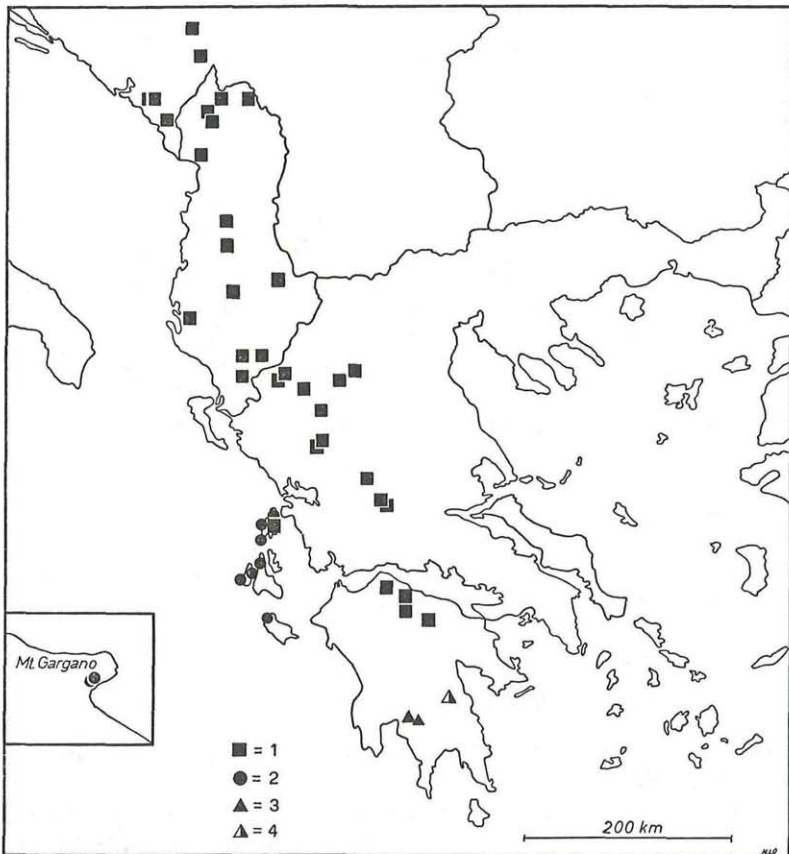 Mt. Gargano
■ = 1
● = 2
▲ = 3
◮ = 4
200 km